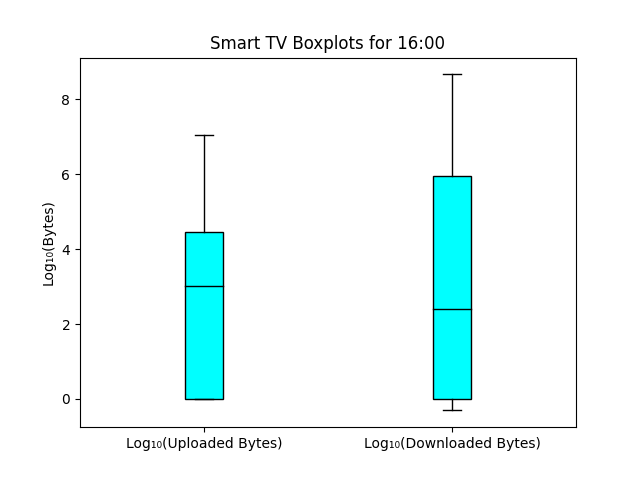 Smart TV Boxplots for 16:00
Log₁₀(Bytes)
8
6
4
2
0
Log₁₀(Uploaded Bytes)
Log₁₀(Downloaded Bytes)